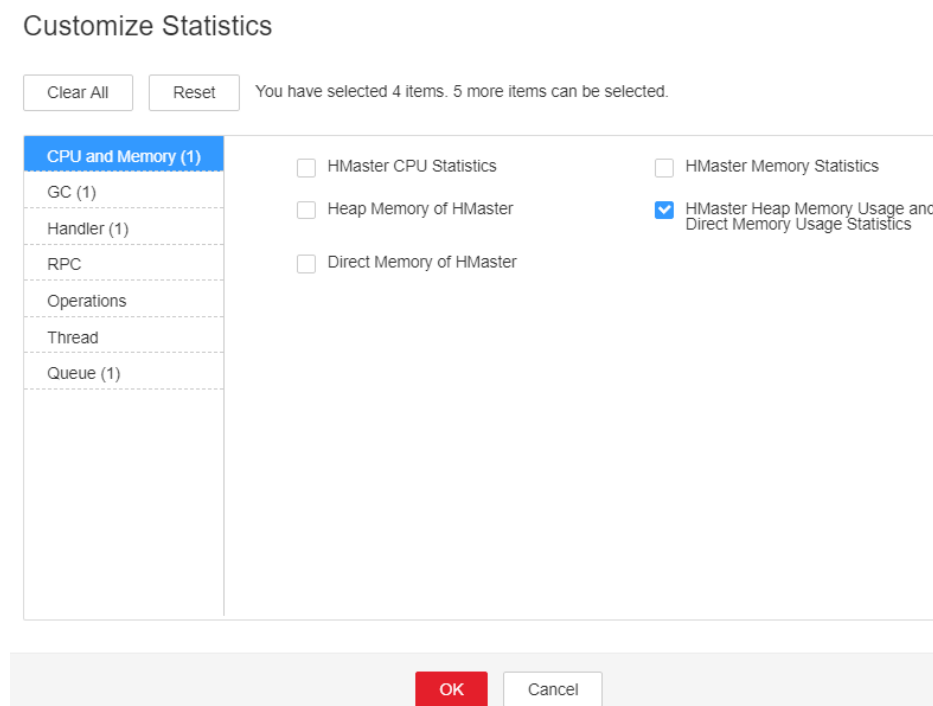 Customize Statistics
Clear All Reset You have selected 4 items. 5 more items can be selected.
CPU and Memory (1)
GC (1)
Handler (1)
RPC
Operations
Thread
Queue (1)
HMaster CPU Statistics HMaster Memory Statistics
Heap Memory of HMaster HMaster Heap Memory Usage and
Direct Memory Usage Statistics
Direct Memory of HMaster
OK Cancel